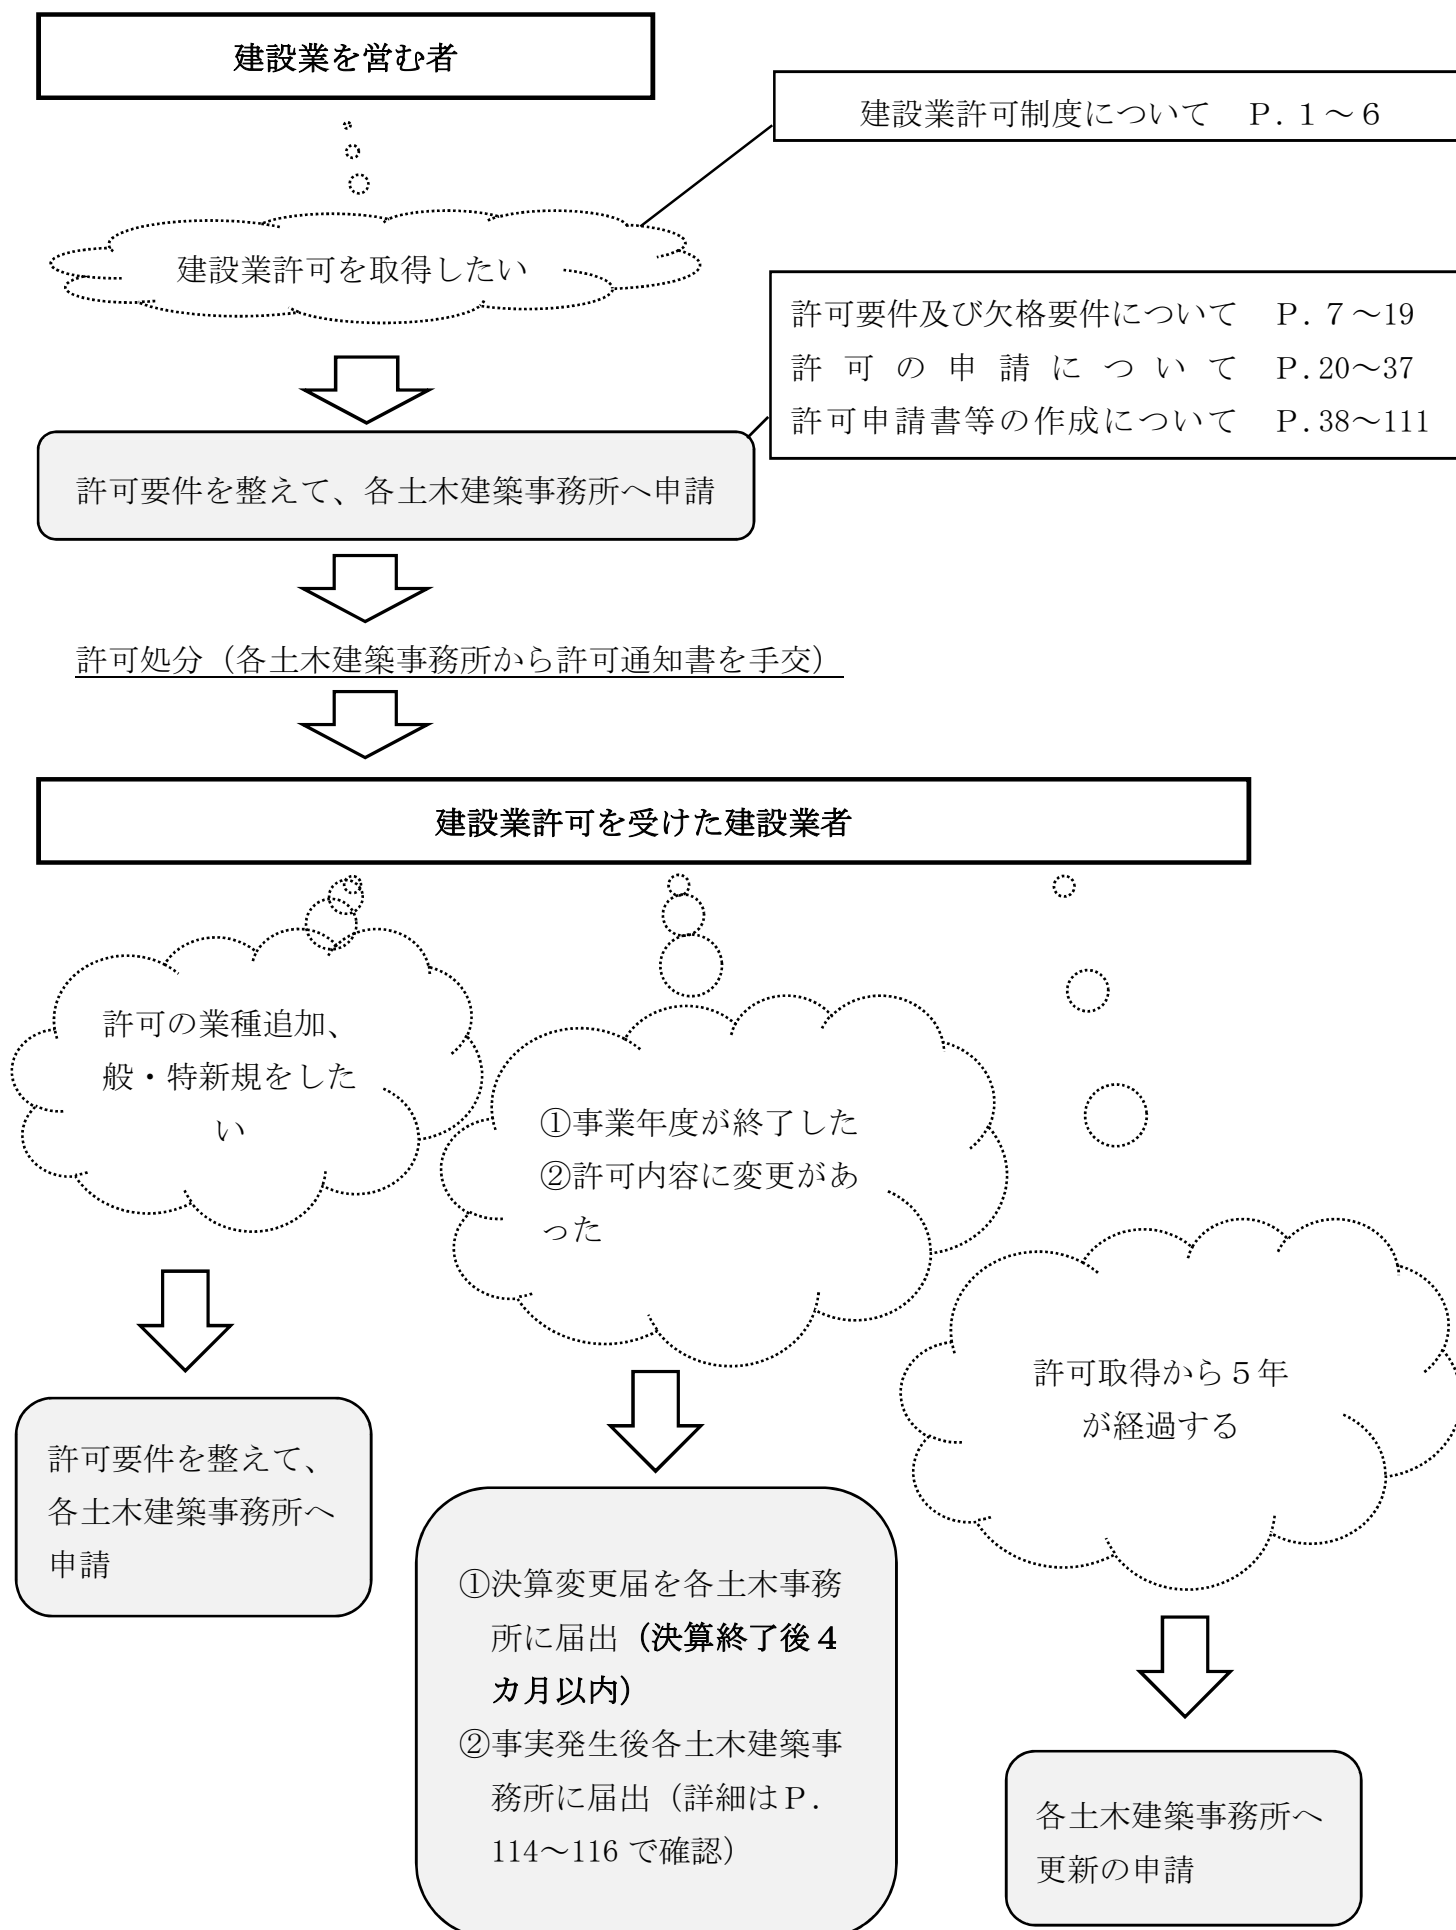 建設業を営む者
建設業許可制度について　Ｐ．１～６
建設業許可を取得したい
許可要件及び欠格要件について　Ｐ．７～19
許可の申請について　Ｐ．20～37
許可申請書等の作成について　Ｐ．38～111
許可要件を整えて、各土木建築事務所へ申請
許可処分（各土木建築事務所から許可通知書を手交）
建設業許可を受けた建設業者
許可の業種追加、
般・特新規をした
い
①事業年度が終了した
②許可内容に変更があ
った
許可取得から５年
が経過する
許可要件を整えて、
各土木建築事務所へ
申請
①決算変更届を各土木事務
所に届出（決算終了後４
カ月以内）
②事実発生後各土木建築事
務所に届出（詳細はＰ．
114～116 で確認）
各土木建築事務所へ
更新の申請